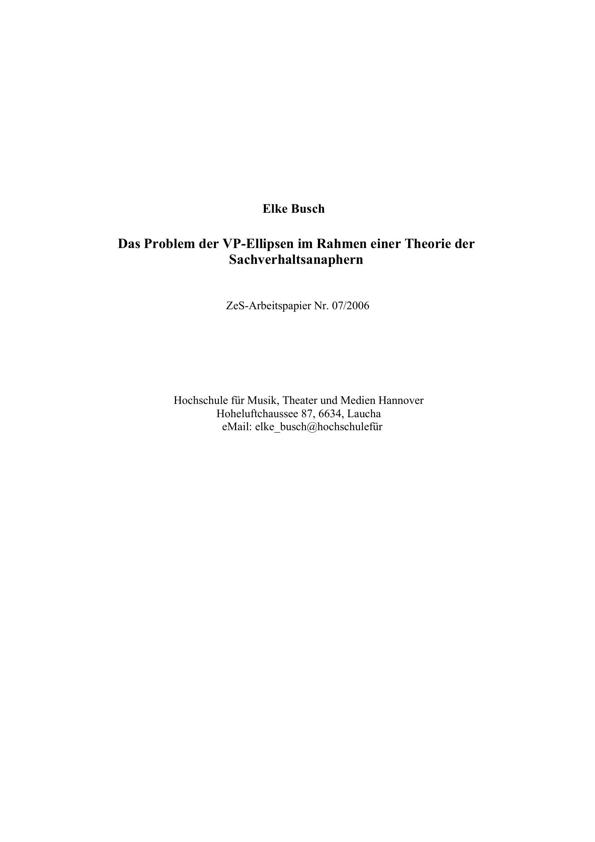 Elke Busch
Das Problem der VP-Ellipsen im Rahmen einer Theorie der
Sachverhaltsanaphern
ZeS-Arbeitspapier Nr. 07/2006
Hochschule für Musik, Theater und Medien Hannover
Hoheluftchaussee 87, 6634, Laucha
eMail: elke_busch@hochschulefür